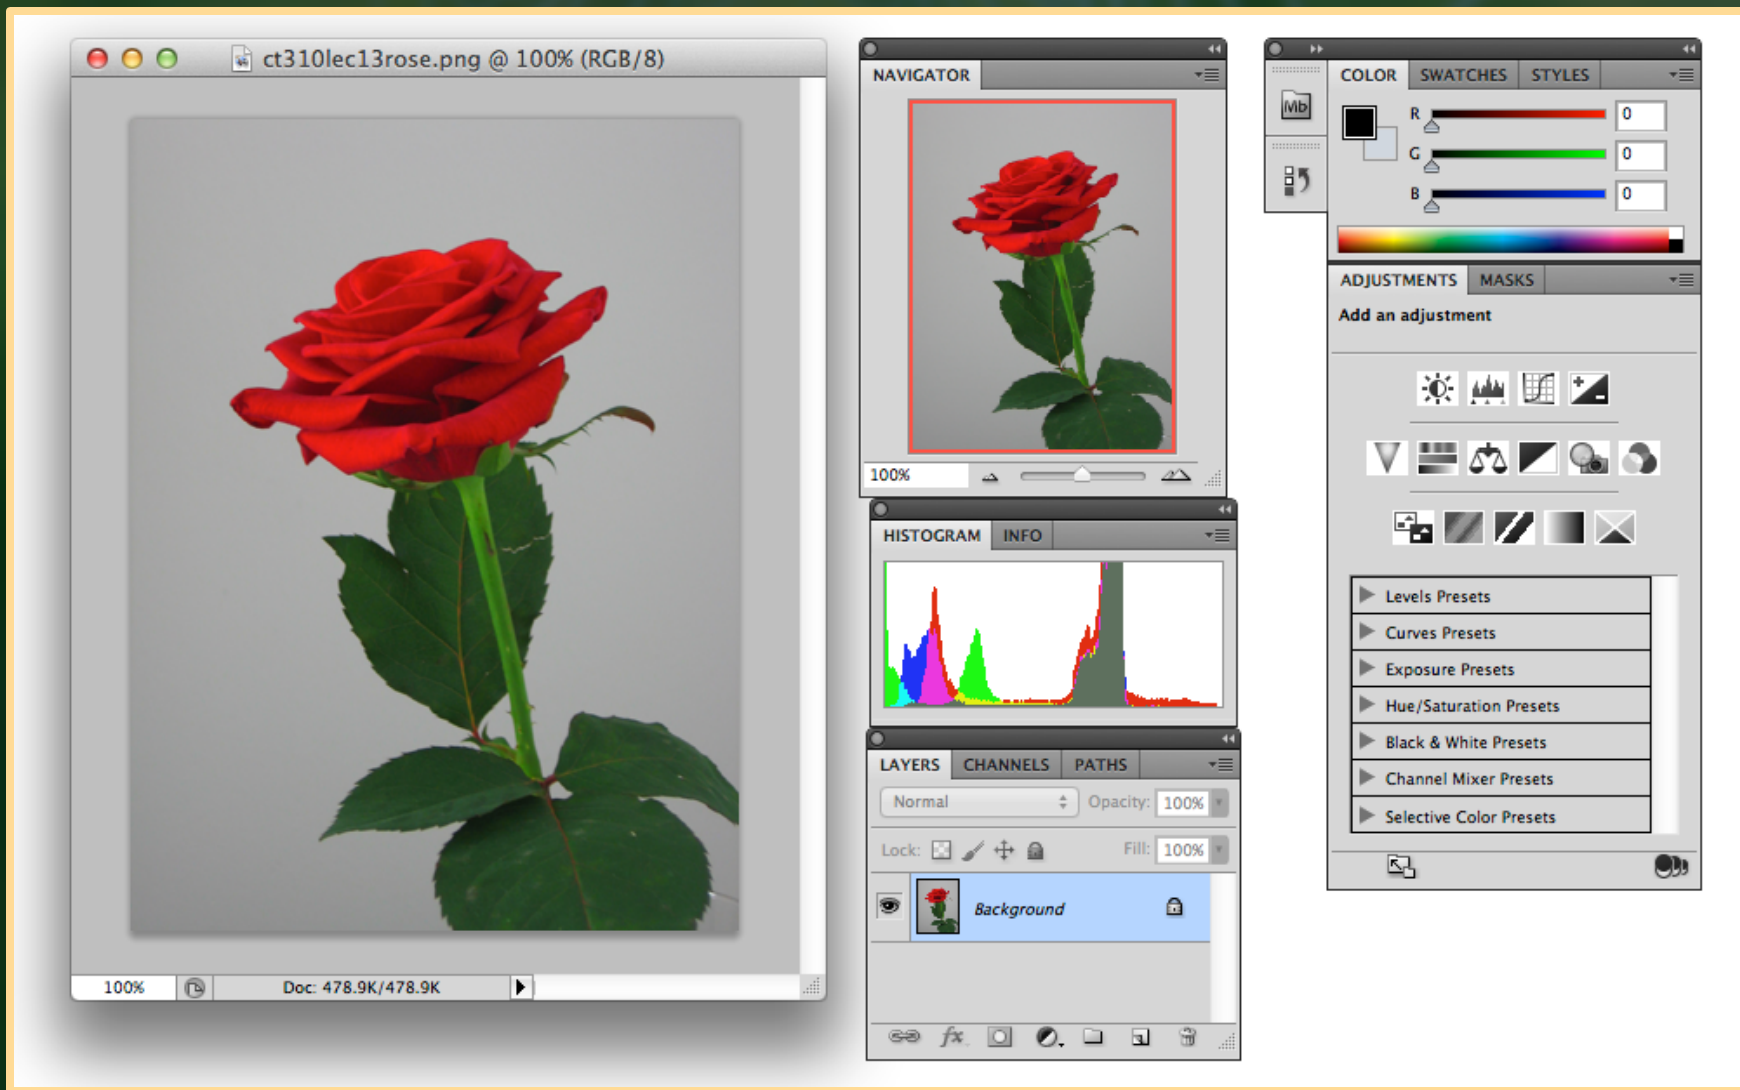 ct310lec13rose.png @ 100% (RGB/8)
100%
Doc: 478.9K/478.9K
NAVIGATOR
100%
HISTOGRAM INFO
LAYERS CHANNELS PATHS
Normal Opacity: 100%
Lock: Fill: 100%
Background
fx
Mb
COLOR SWATCHES STYLES
R 0
G 0
B 0
ADJUSTMENTS MASKS
Add an adjustment
Levels Presets
Curves Presets
Exposure Presets
Hue/Saturation Presets
Black & White Presets
Channel Mixer Presets
Selective Color Presets